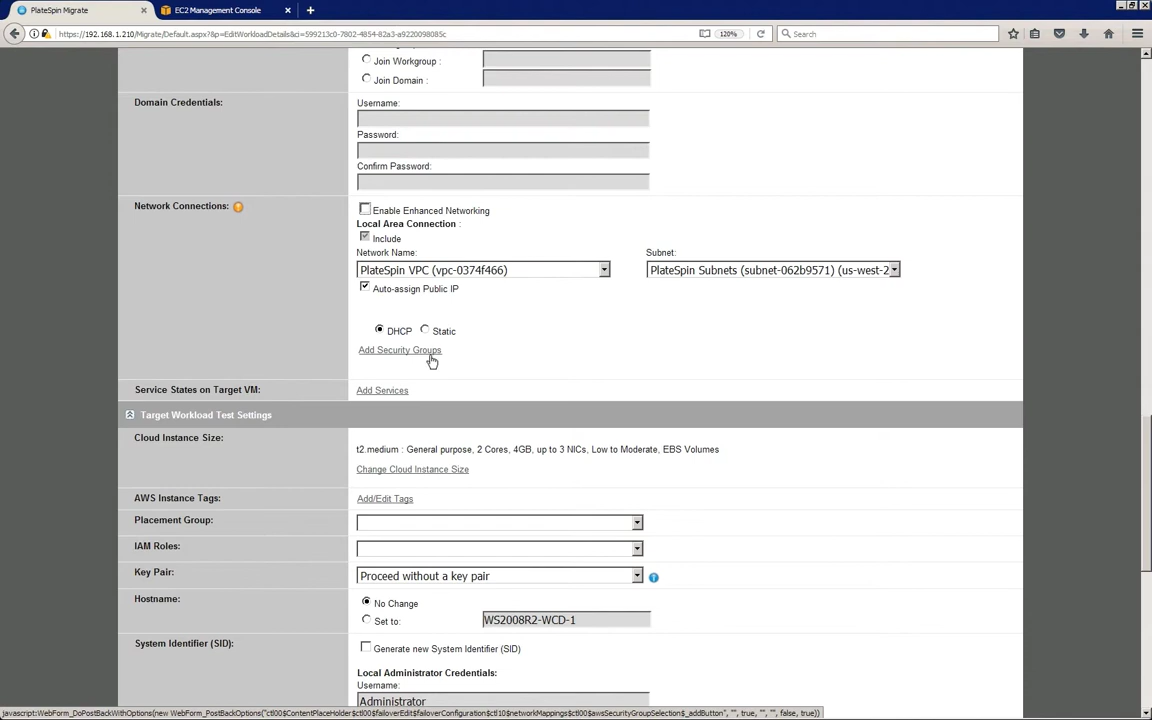 PlateSpin Migrate
EC2 Management Console
https://192.168.1.210/Migrate/Default.aspx?&p=EditWorkloadDetails&ci=599213c0-7802-4854-82a3-a9220098085c
120%
Search
Join Workgroup :
Join Domain :
Domain Credentials:
Username:
Password:
Confirm Password:
Network Connections:
Enable Enhanced Networking
Local Area Connection :
Include
Network Name:
Subnet:
PlateSpin VPC (vpc-0374f466)
PlateSpin Subnets (subnet-062b9571) (us-west-2
Auto-assign Public IP
DHCP
Static
Add Security Groups
Service States on Target VM:
Add Services
Target Workload Test Settings
Cloud Instance Size:
t2.medium : General purpose, 2 Cores, 4GB, up to 3 NICs, Low to Moderate, EBS Volumes
Change Cloud Instance Size
AWS Instance Tags:
Add/Edit Tags
Placement Group:
IAM Roles:
Key Pair:
Proceed without a key pair
Hostname:
No Change
Set to:
WS2008R2-WCD-1
System Identifier (SID):
Generate new System Identifier (SID)
Local Administrator Credentials:
Username:
Administrator
javascript:WebForm_DoPostBackWithOptions(new WebForm_PostBackOptions("ctl00$ContentPlaceHolder$failoverEdit$failoverConfiguration$ctl10$networkMappings$ctl00$awsSecurityGroupSelection$_addButton", "", true, "", "", false, true))